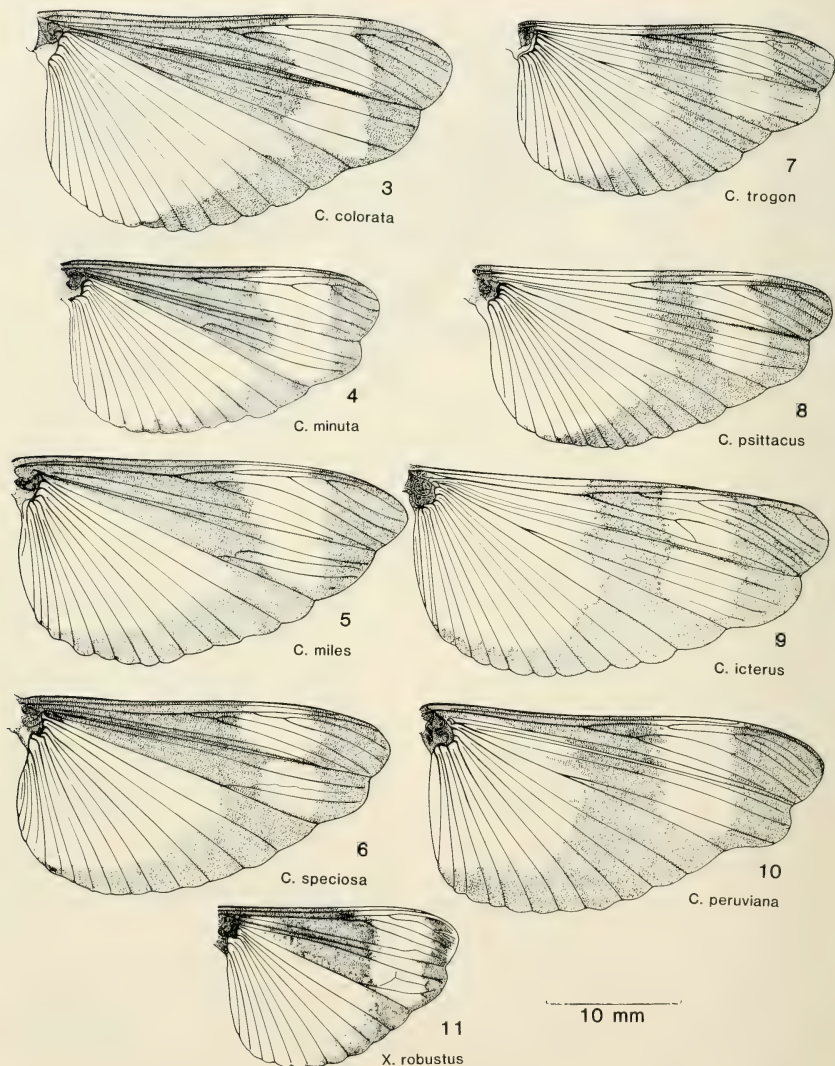 3
C. colorata
7
C. trogon
4
C. minuta
8
C. psittacus
5
C. miles
9
C. icterus
6
C. speciosa
10
C. peruviana
11
X. robustus
10 mm